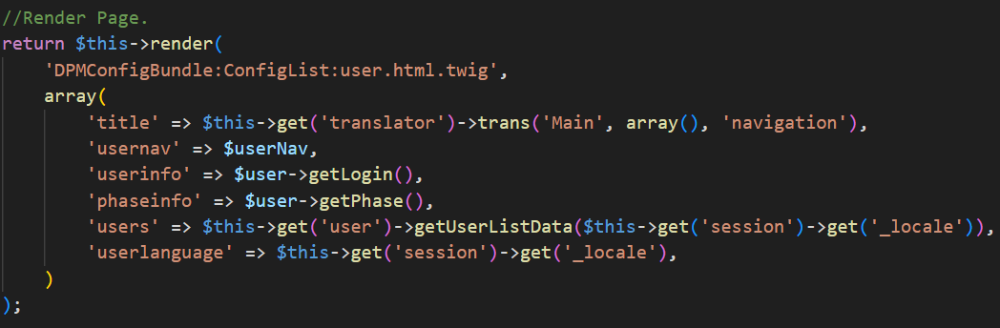 //Render Page.
return $this->render(
'DPMConfigBundle:ConfigList:user.html.twig',
array(
'title' => $this->get('translator')->trans('Main', array(), 'navigation'),
'usernav' => $userNav,
'userinfo' => $user->getLogin(),
'phaseinfo' => $user->getPhase(),
'users' => $this->get('user')->getUserListData($this->get('session')->get('_locale')),
'userlanguage' => $this->get('session')->get('_locale'),
)
);